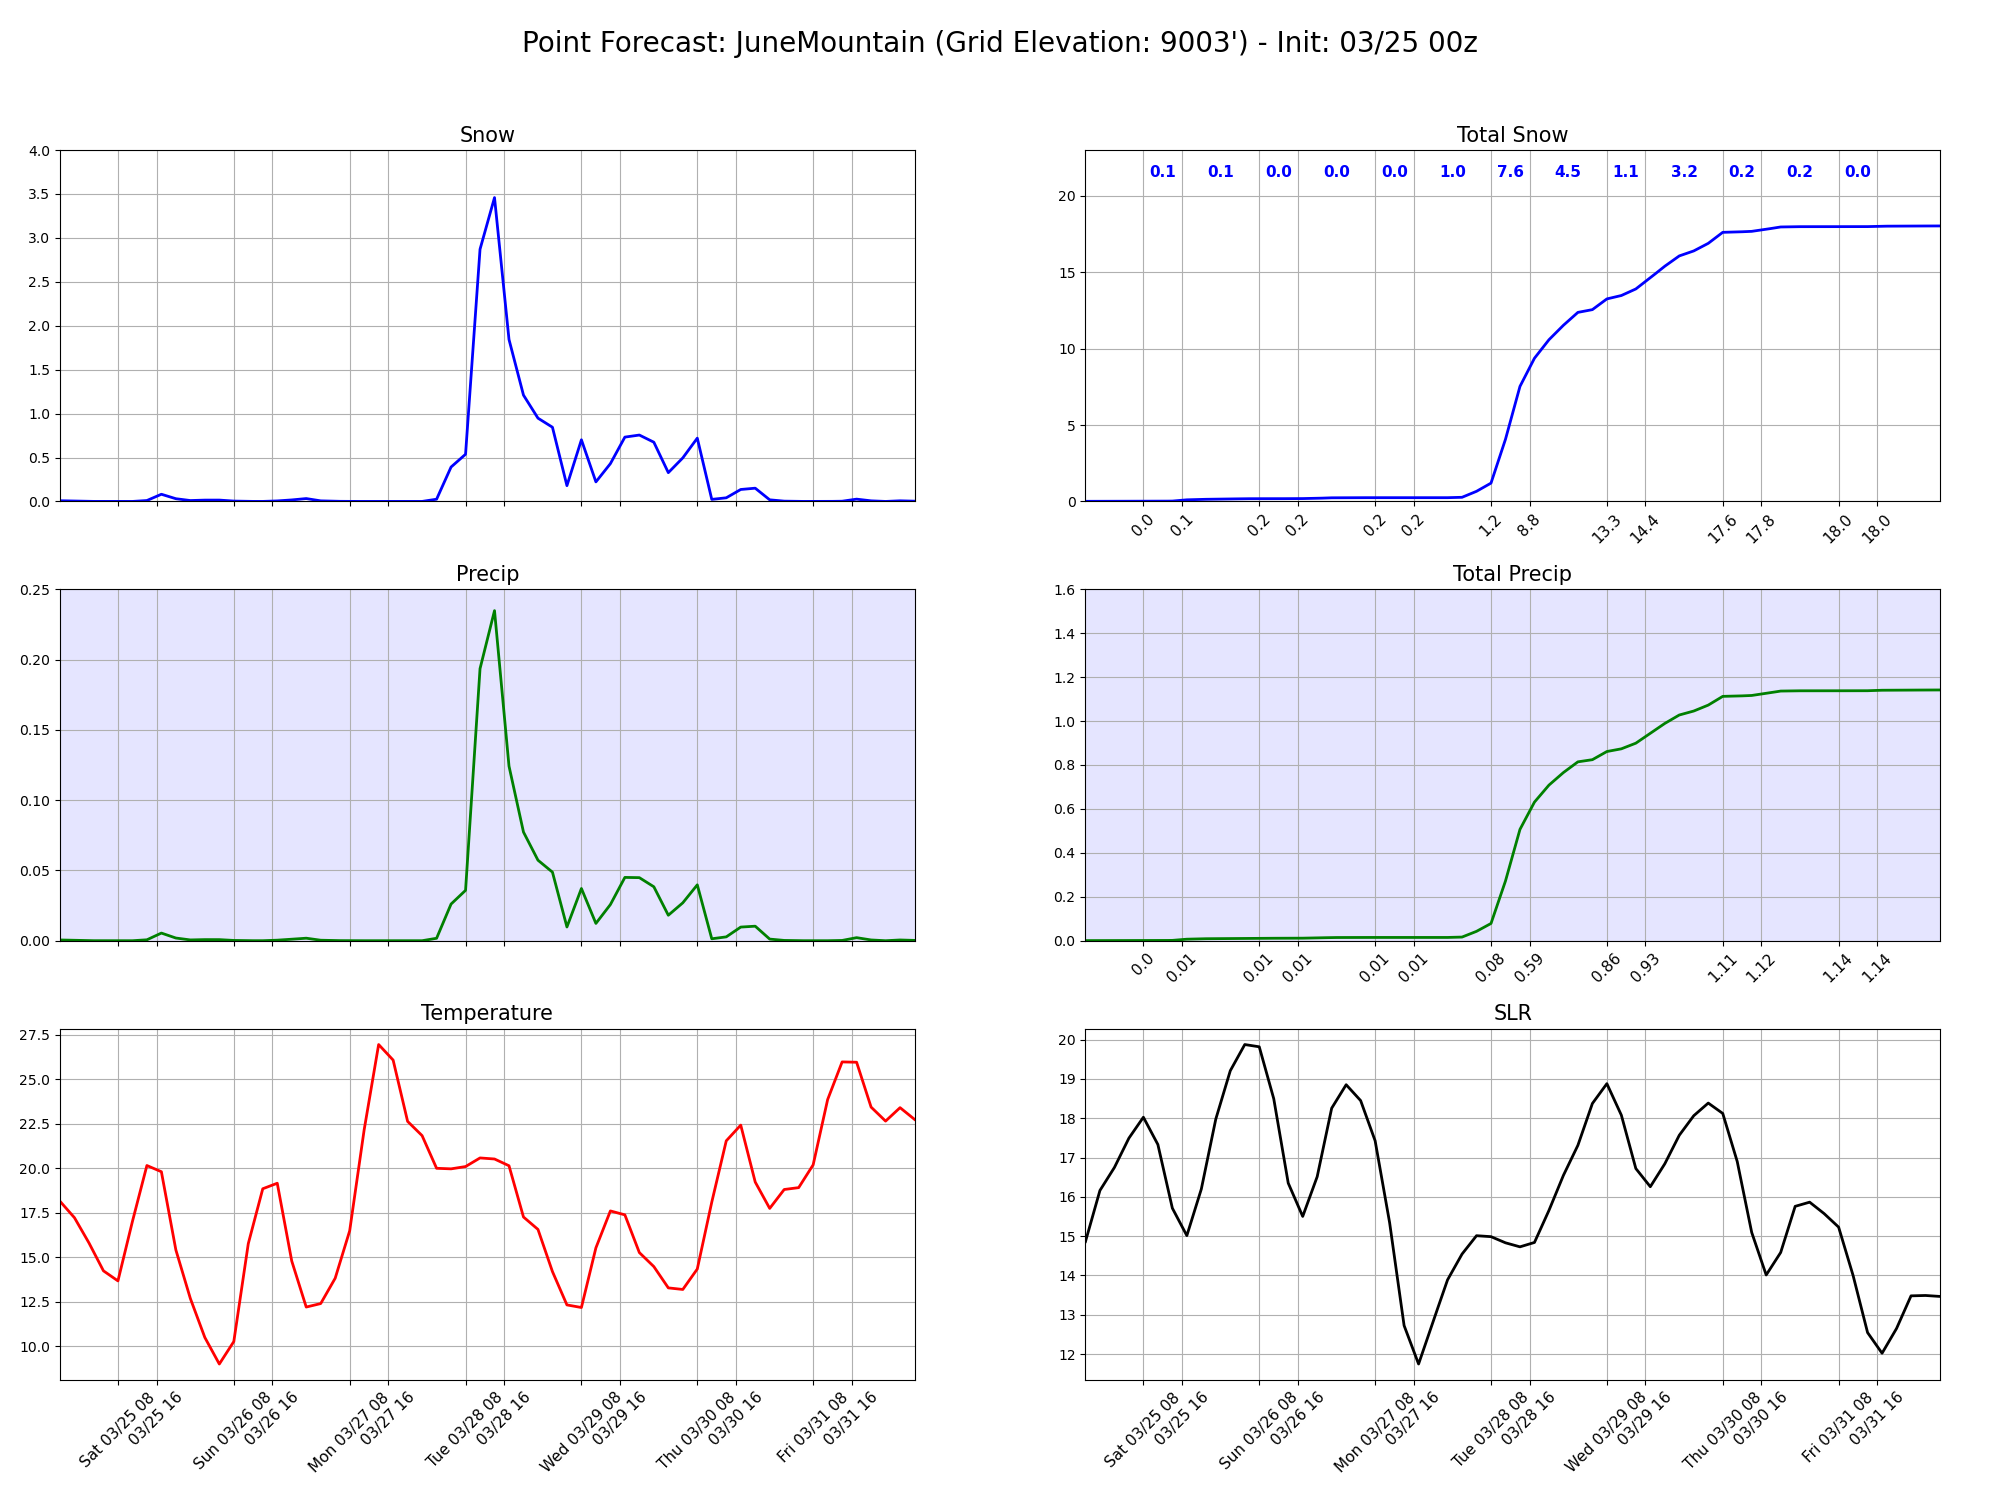 Point Forecast: JuneMountain (Grid Elevation: 9003') - Init: 03/25 00z
Snow
4.0
3.5
3.0
2.5
2.0
1.5
1.0
0.5
0.0
Total Snow
0.1 0.1 0.0 0.0 0.0 1.0 7.6 4.5 1.1 3.2 0.2 0.2 0.0
20
15
10
5
0
0.0 0.1 0.2 0.2 0.2 0.2 1.2 8.8 13.3 14.4 17.6 17.8 18.0 18.0
Precip
0.25
0.20
0.15
0.10
0.05
0.00
Total Precip
1.6
1.4
1.2
1.0
0.8
0.6
0.4
0.2
0.0
0.0 0.01 0.01 0.01 0.01 0.01 0.08 0.59 0.86 0.93 1.11 1.12 1.14 1.14
Temperature
27.5
25.0
22.5
20.0
17.5
15.0
12.5
10.0
Sat 03/25 08
03/25 16
Sun 03/26 08
03/26 16
Mon 03/27 08
03/27 16
Tue 03/28 08
03/28 16
Wed 03/29 08
03/29 16
Thu 03/30 08
03/30 16
Fri 03/31 08
03/31 16
SLR
20
19
18
17
16
15
14
13
12
Sat 03/25 08
03/25 16
Sun 03/26 08
03/26 16
Mon 03/27 08
03/27 16
Tue 03/28 08
03/28 16
Wed 03/29 08
03/29 16
Thu 03/30 08
03/30 16
Fri 03/31 08
03/31 16